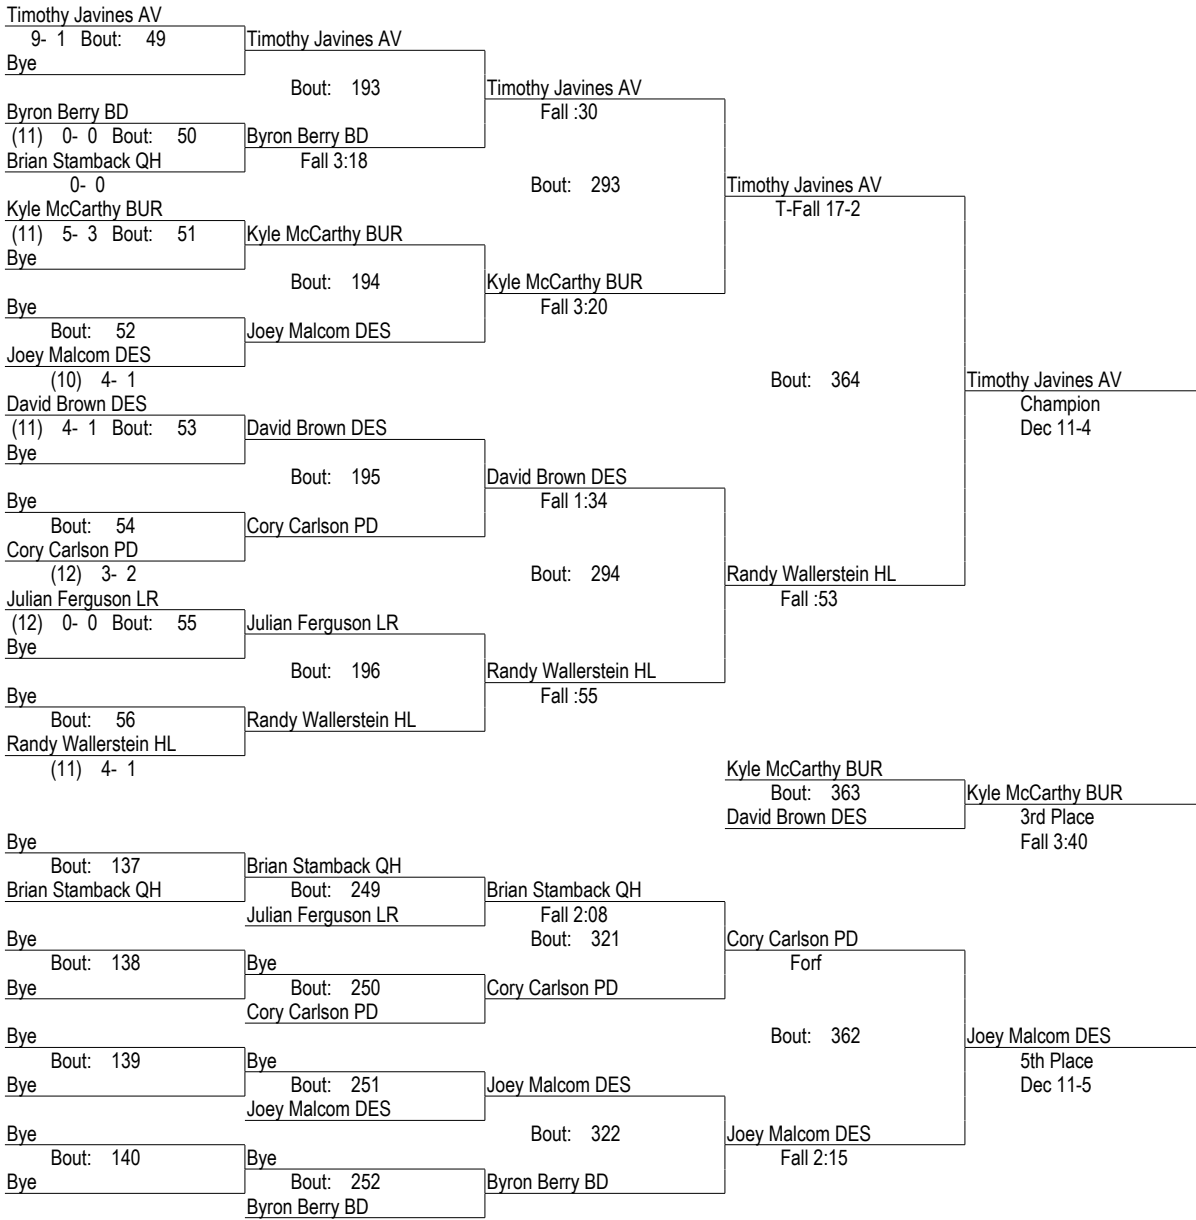 Timothy Javines AV
9- 1 Bout: 49
Bye
Timothy Javines AV
Bout: 193
Byron Berry BD
(11) 0- 0 Bout: 50
Brian Stamback QH
0- 0
Byron Berry BD
Fall 3:18
Timothy Javines AV
Fall :30
Bout: 293
Kyle McCarthy BUR
(11) 5- 3 Bout: 51
Bye
Kyle McCarthy BUR
Bout: 194
Bye
Bout: 52
Joey Malcom DES
(10) 4- 1
Joey Malcom DES
Kyle McCarthy BUR
Fall 3:20
Timothy Javines AV
T-Fall 17-2
Bout: 364
David Brown DES
(11) 4- 1 Bout: 53
Bye
David Brown DES
Bout: 195
Bye
Bout: 54
Cory Carlson PD
(12) 3- 2
Cory Carlson PD
David Brown DES
Fall 1:34
Bout: 294
Julian Ferguson LR
(12) 0- 0 Bout: 55
Bye
Julian Ferguson LR
Bout: 196
Bye
Bout: 56
Randy Wallerstein HL
(11) 4- 1
Randy Wallerstein HL
Randy Wallerstein HL
Fall :55
Randy Wallerstein HL
Fall :53
Timothy Javines AV
Champion
Dec 11-4
Kyle McCarthy BUR
Bout: 363
David Brown DES
Kyle McCarthy BUR
3rd Place
Fall 3:40
Bye
Bout: 137
Brian Stamback QH
Brian Stamback QH
Bout: 249
Julian Ferguson LR
Brian Stamback QH
Fall 2:08
Bout: 321
Bye
Bout: 138
Bye
Bye
Bout: 250
Cory Carlson PD
Cory Carlson PD
Cory Carlson PD
Forf
Bout: 362
Bye
Bout: 139
Bye
Bye
Bout: 251
Joey Malcom DES
Joey Malcom DES
Bout: 322
Bye
Bout: 140
Bye
Bye
Bout: 252
Byron Berry BD
Byron Berry BD
Joey Malcom DES
Fall 2:15
Joey Malcom DES
5th Place
Dec 11-5